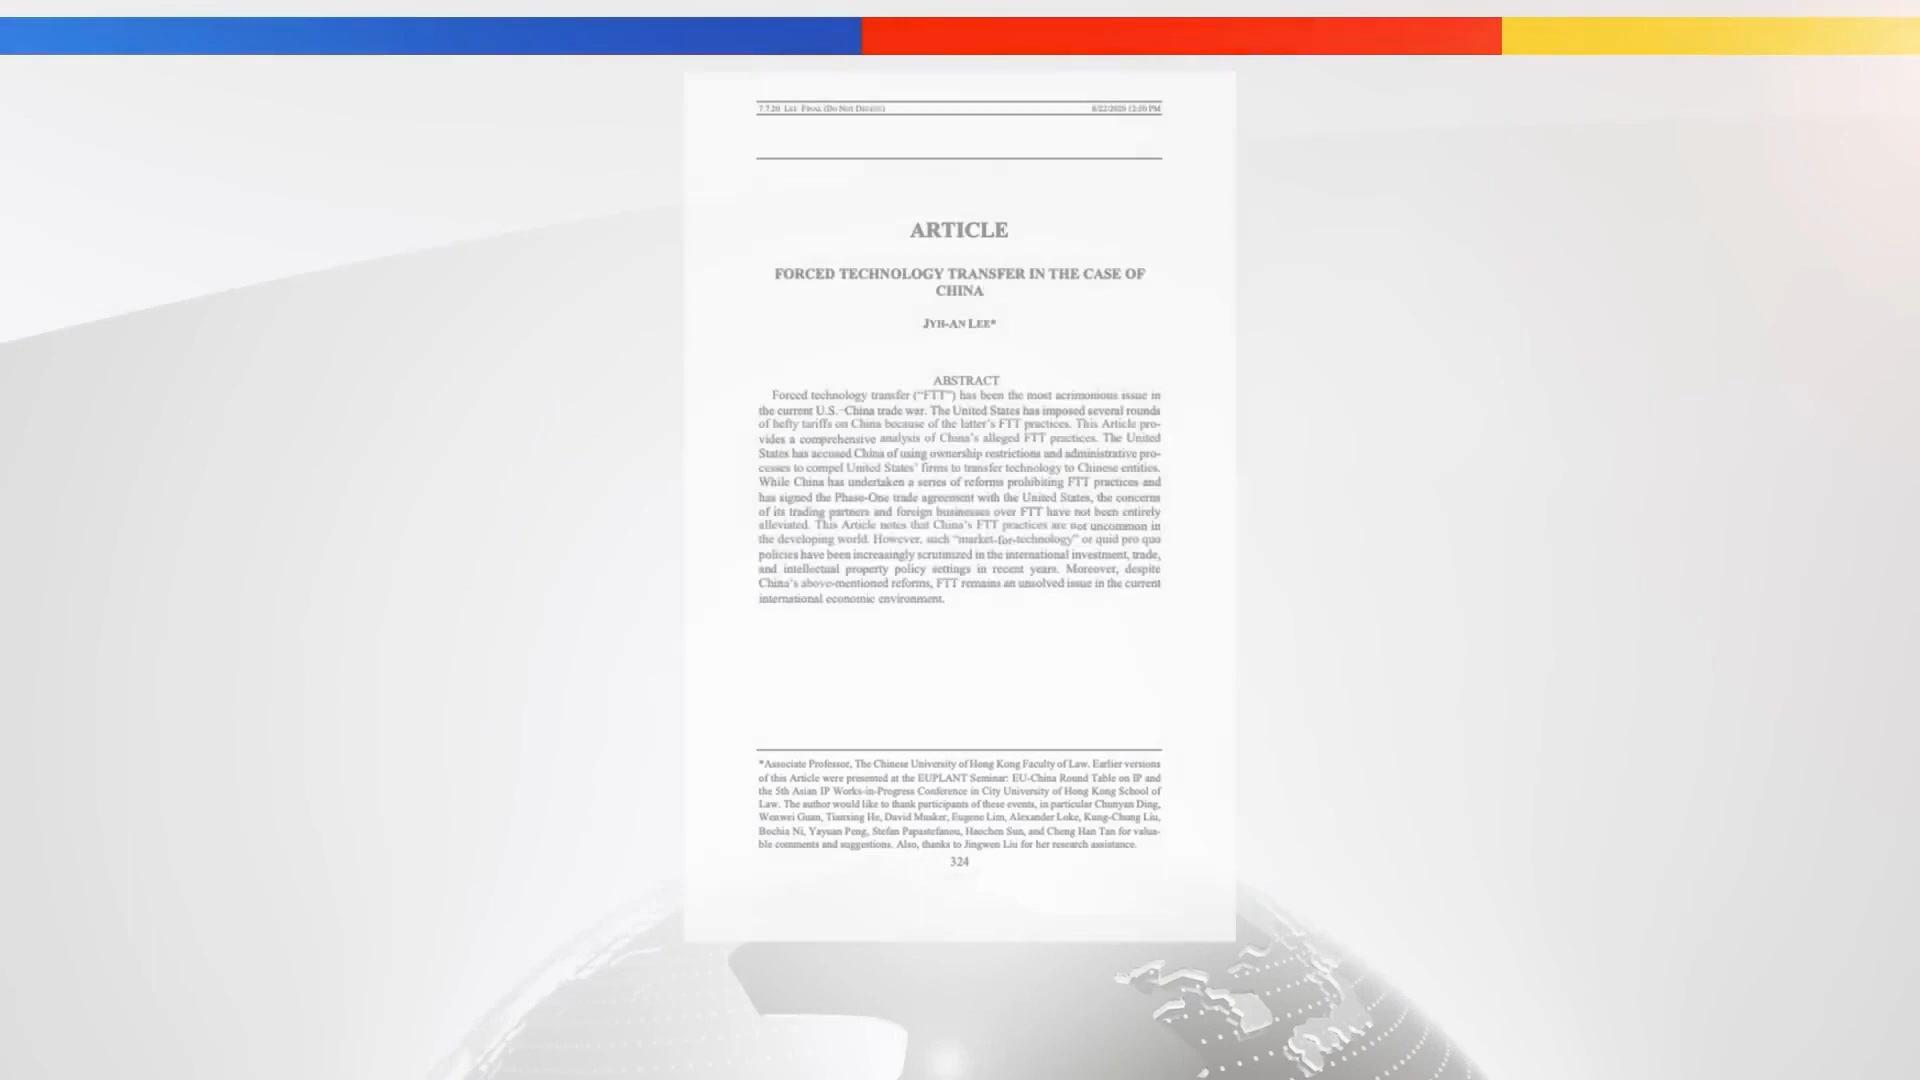 7.7.20 LEE FINAL (DO NOT DELETE) 8/22/2020 12:50 PM
ARTICLE
FORCED TECHNOLOGY TRANSFER IN THE CASE OF
CHINA
JYH-AN LEE*
ABSTRACT
Forced technology transfer (“FTT”) has been the most acrimonious issue in
the current U.S.–China trade war. The United States has imposed several rounds
of hefty tariffs on China because of the latter’s FTT practices. This Article pro-
vides a comprehensive analysis of China’s alleged FTT practices. The United
States has accused China of using ownership restrictions and administrative pro-
cesses to compel United States’ firms to transfer technology to Chinese entities.
While China has undertaken a series of reforms prohibiting FTT practices and
has signed the Phase-One trade agreement with the United States, the concerns
of its trading partners and foreign businesses over FTT have not been entirely
alleviated. This Article notes that China’s FTT practices are not uncommon in
the developing world. However, such “market-for-technology” or quid pro quo
policies have been increasingly scrutinized in the international investment, trade,
and intellectual property policy settings in recent years. Moreover, despite
China’s above-mentioned reforms, FTT remains an unsolved issue in the current
international economic environment.
*Associate Professor, The Chinese University of Hong Kong Faculty of Law. Earlier versions
of this Article were presented at the EUPLANT Seminar: EU-China Round Table on IP and
the 5th Asian IP Works-in-Progress Conference in City University of Hong Kong School of
Law. The author would like to thank participants of these events, in particular Chunyan Ding,
Wenwei Guan, Tianxing He, David Musker, Eugene Lim, Alexander Loke, Kung-Chung Liu,
Bochia Ni, Yayuan Peng, Stefan Papastefanou, Haochen Sun, and Cheng Han Tan for valua-
ble comments and suggestions. Also, thanks to Jingwen Liu for her research assistance.
324